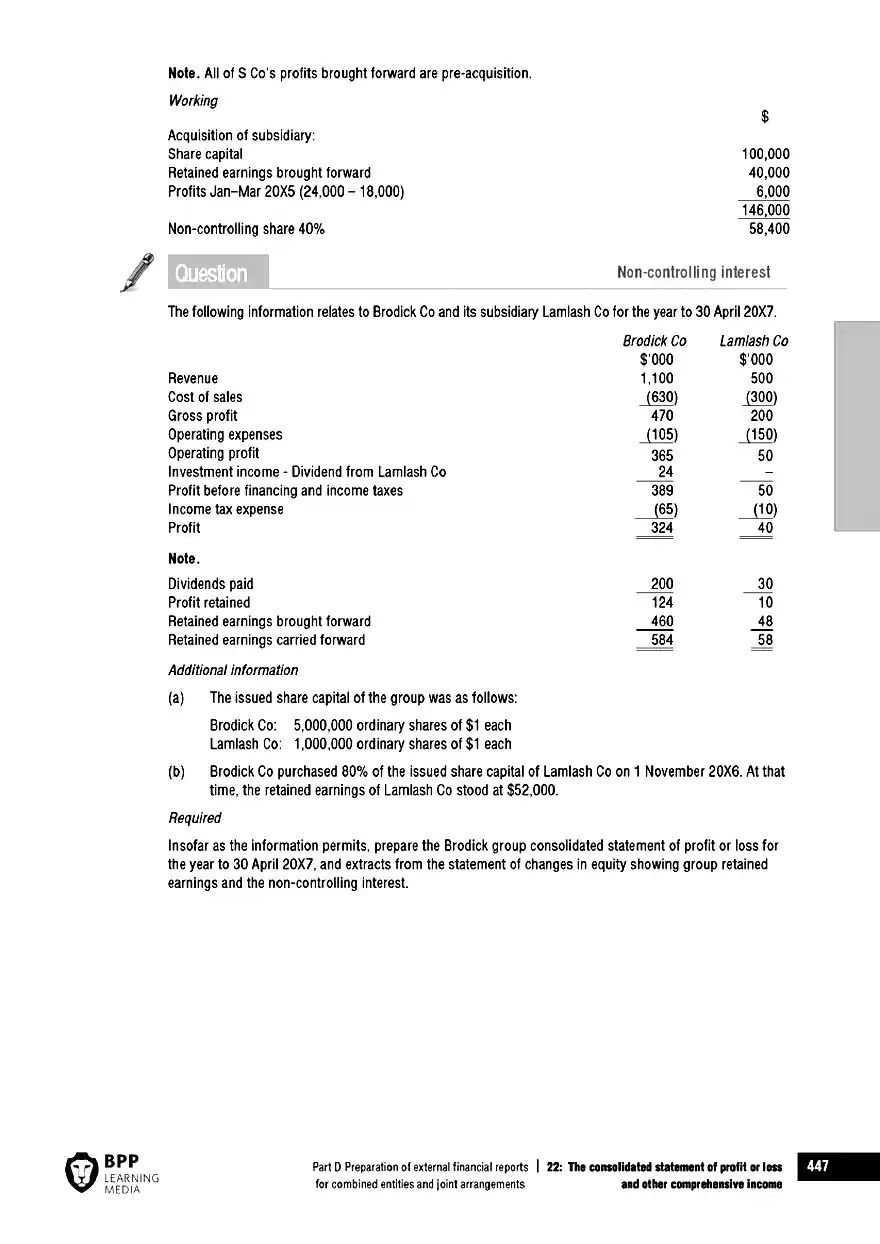 Note. All of S Co's profits brought forward are pre-acquisition.
Working
$
Acquisition of subsidiary:
Share capital 100,000
Retained earnings brought forward 40,000
Profits Jan–Mar 20X5 (24,000 – 18,000) 6,000
146,000
Non-controlling share 40% 58,400
Question Non-controlling interest
The following information relates to Brodick Co and its subsidiary Lamlash Co for the year to 30 April 20X7.
Brodick Co Lamlash Co
$'000 $'000
Revenue 1,100 500
Cost of sales (630) (300)
Gross profit 470 200
Operating expenses (105) (150)
Operating profit 365 50
Investment income - Dividend from Lamlash Co 24 –
Profit before financing and income taxes 389 50
Income tax expense (65) (10)
Profit 324 40
Note.
Dividends paid 200 30
Profit retained 124 10
Retained earnings brought forward 460 48
Retained earnings carried forward 584 58
Additional information
(a) The issued share capital of the group was as follows:
Brodick Co: 5,000,000 ordinary shares of $1 each
Lamlash Co: 1,000,000 ordinary shares of $1 each
(b) Brodick Co purchased 80% of the issued share capital of Lamlash Co on 1 November 20X6. At that
time, the retained earnings of Lamlash Co stood at $52,000.
Required
Insofar as the information permits, prepare the Brodick group consolidated statement of profit or loss for
the year to 30 April 20X7, and extracts from the statement of changes in equity showing group retained
earnings and the non-controlling interest.
BPP
LEARNING
MEDIA
Part D Preparation of external financial reports | 22: The consolidated statement of profit or loss 447
for combined entities and joint arrangements and other comprehensive income